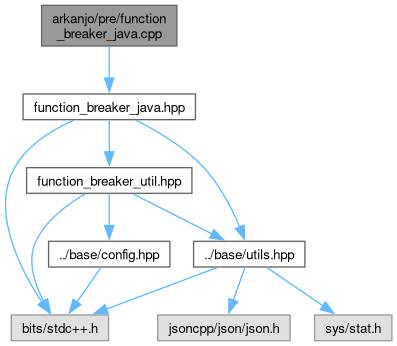 arkanjo/pre/function
_breaker_java.cpp
function_breaker_java.hpp
function_breaker_util.hpp
../base/config.hpp
../base/utils.hpp
bits/stdc++.h
jsoncpp/json/json.h
sys/stat.h